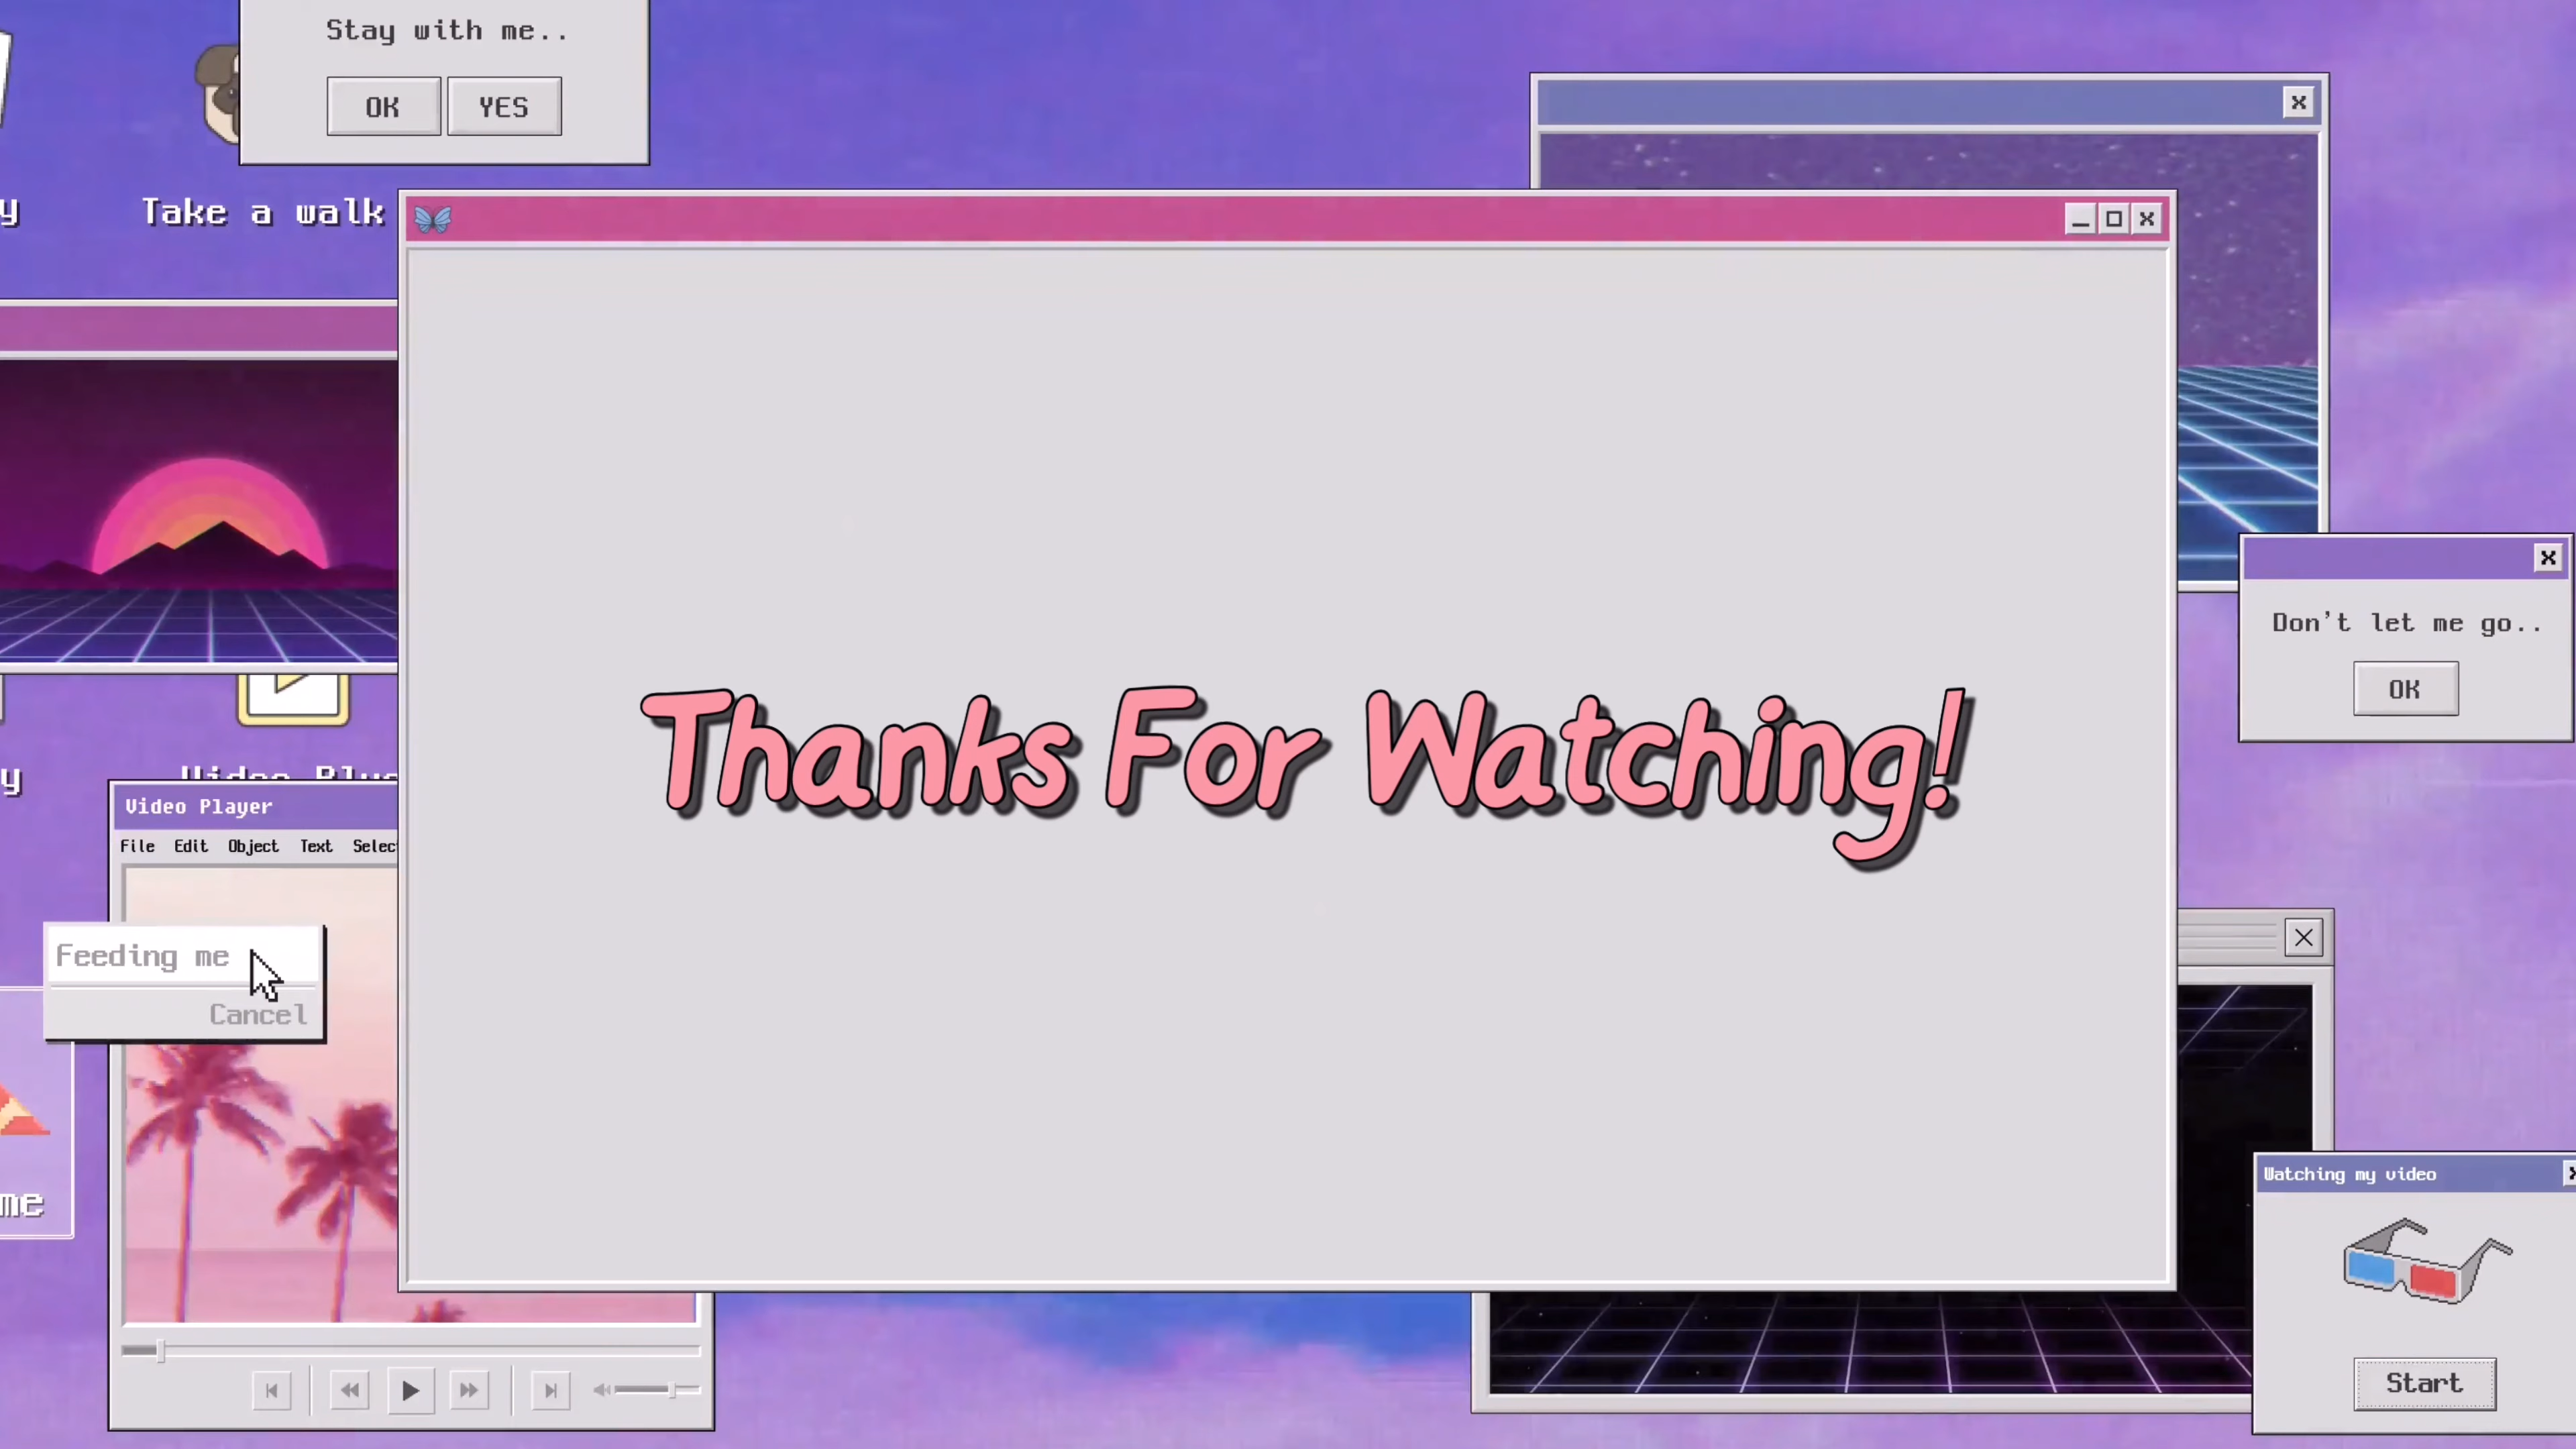 Stay with me..
OK YES
Take a walk
Thanks For Watching!
Don't let me go..
OK
Video Player
File Edit Object Text
Feeding me
Cancel
me
Watching my video
Start